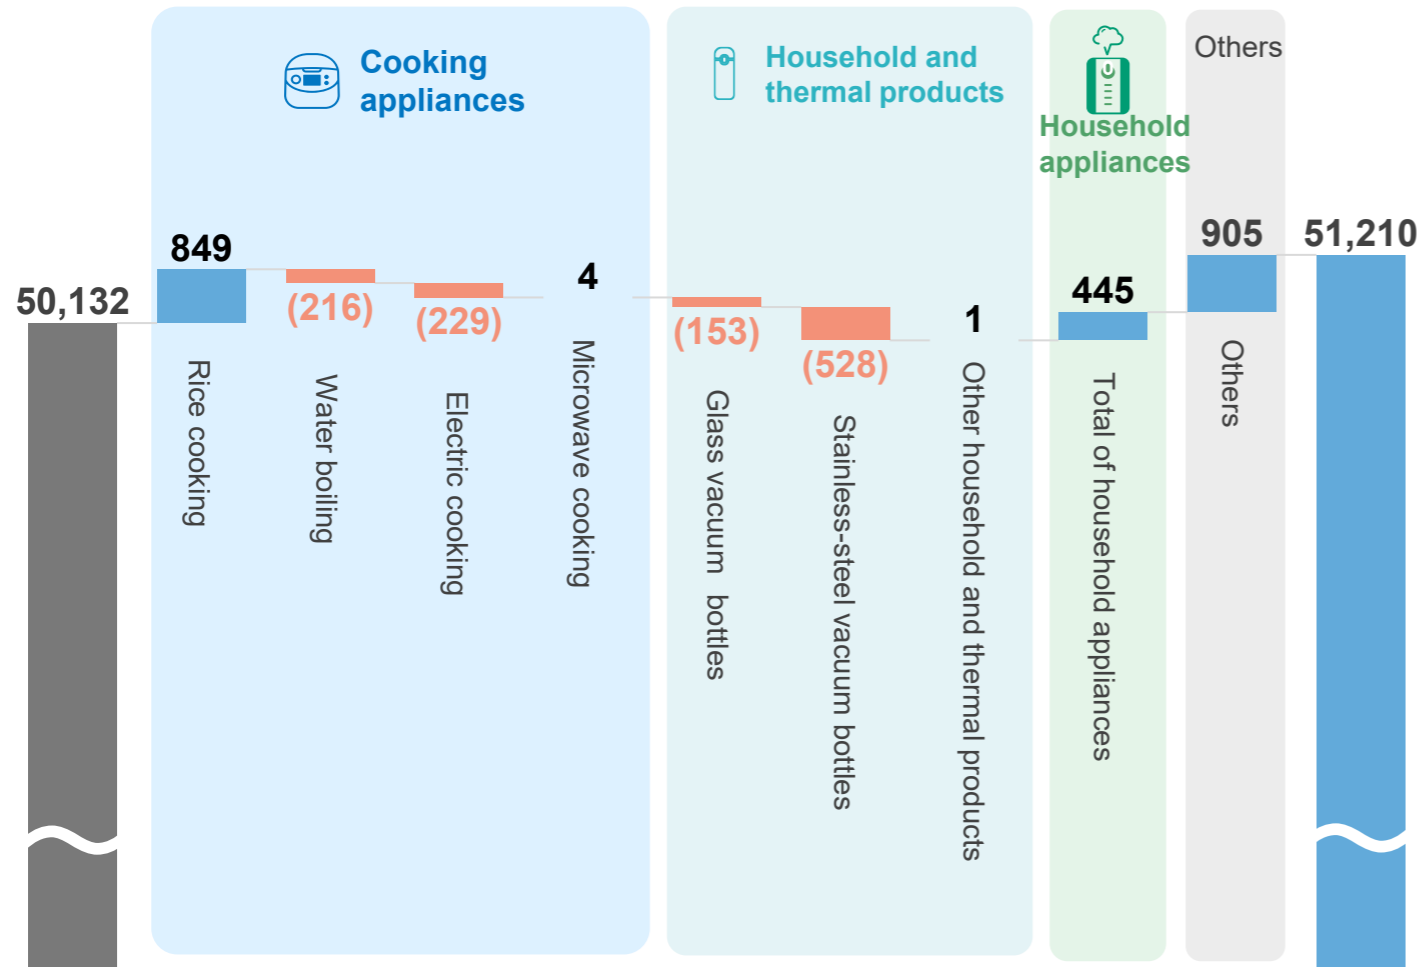 Cooking
appliances
Household and
thermal products
Household
appliances
Others
50,132
849
(216)
(229)
4
(153)
(528)
1
445
905
51,210
Rice cooking
Water boiling
Electric cooking
Microwave cooking
Glass vacuum bottles
Stainless-steel vacuum bottles
Other household and thermal products
Total of household appliances
Others